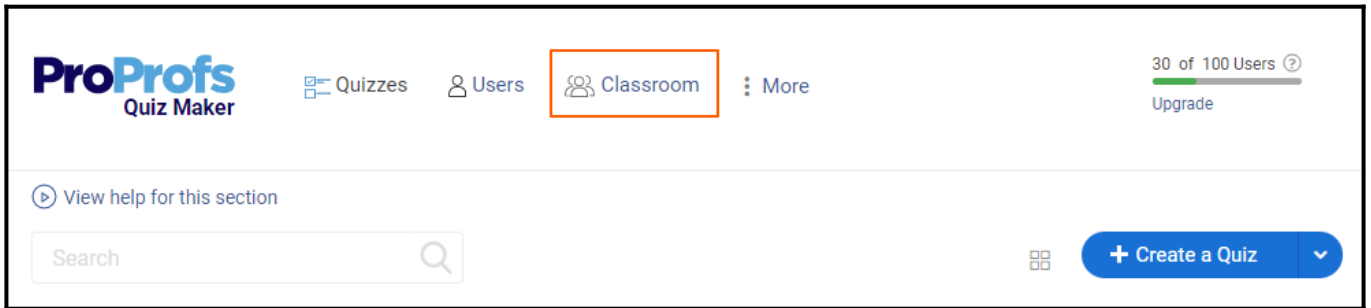 ProProfs
Quiz Maker
Quizzes
Users
Classroom
More
30 of 100 Users ?
Upgrade
View help for this section
Search
+ Create a Quiz